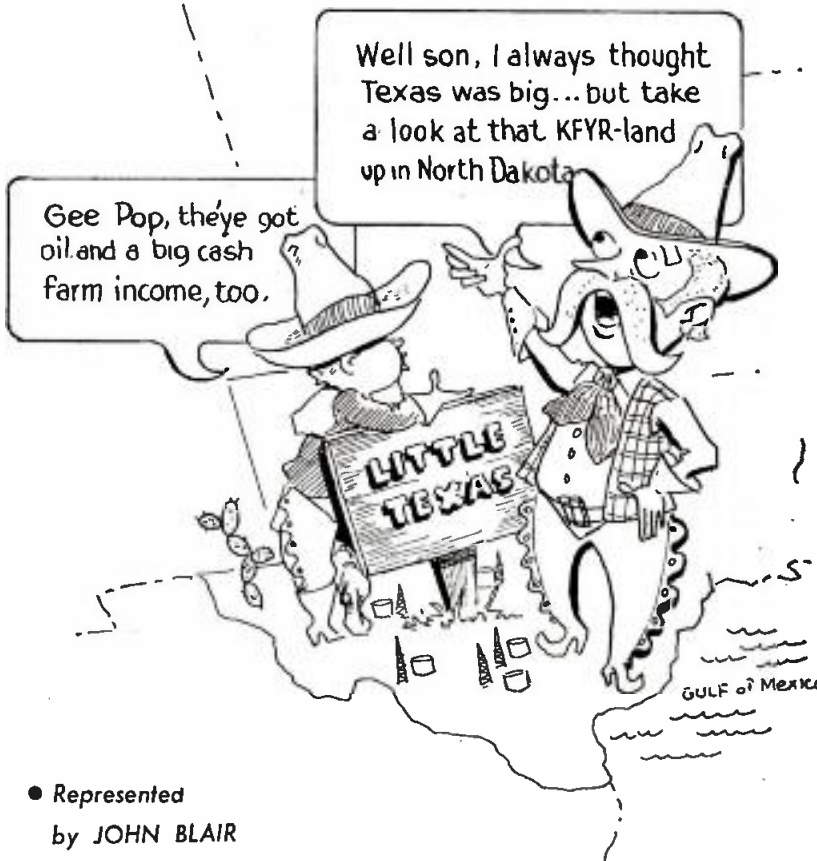 Well son, I always thought
Texas was big... but take
a look at that KFYR-land
up in North Dakota
Gee Pop, they'e got
oil and a big cash
farm income, too.
LITTLE
TEXAS
GULF of Mexico
● Represented
by JOHN BLAIR